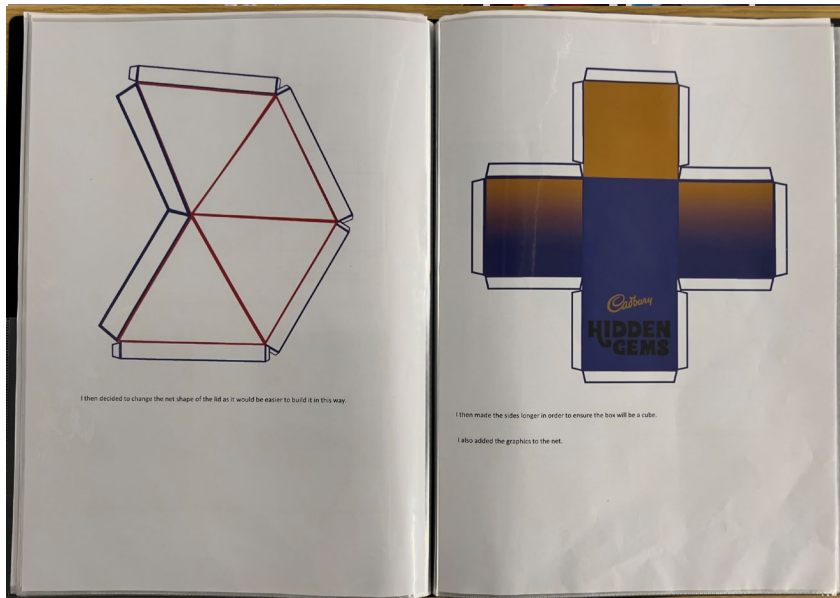 I then decided to change the net shape of the lid as it would be easier to build it in this way.
Cadbury
HIDDEN
GEMS
I then made the sides longer in order to ensure the box will be a cube.
I also added the graphics to the net.